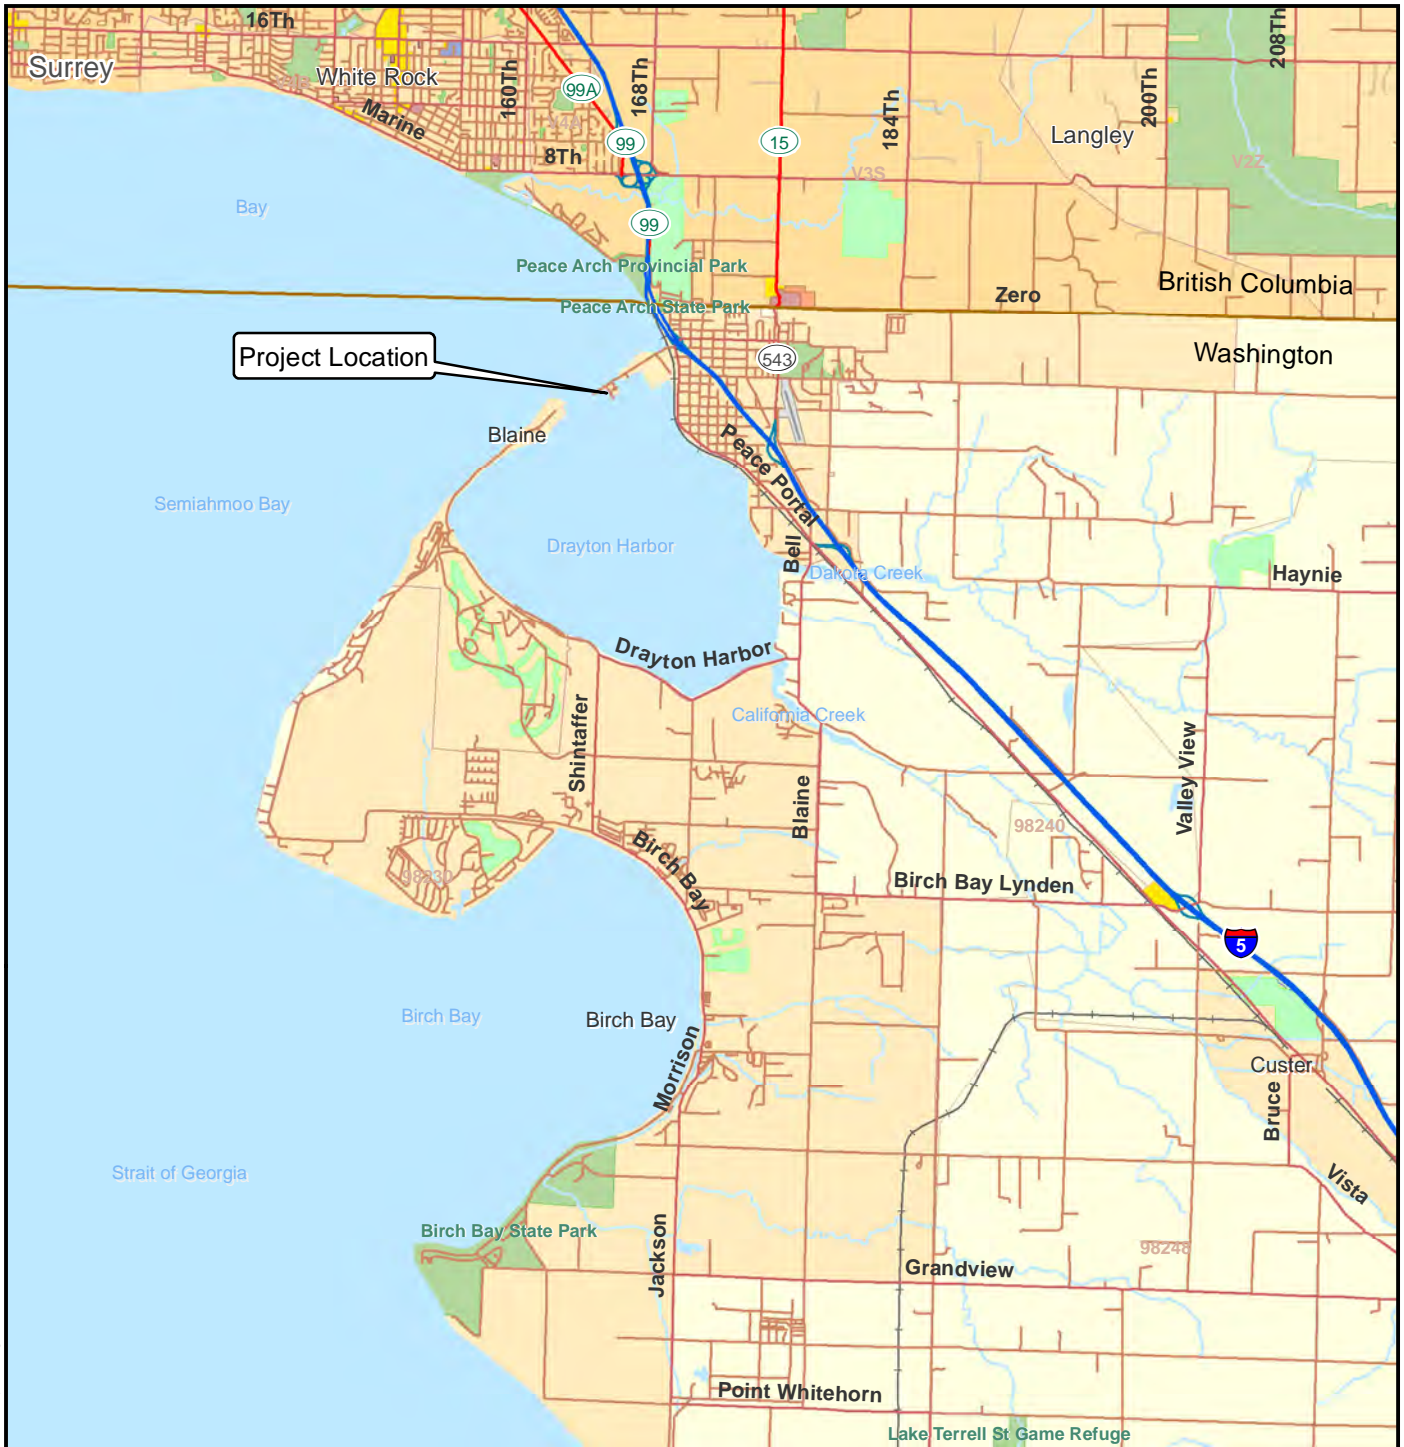 16Th
208Th
Surrey
White Rock
160Th
99A
168Th
200Th
Marine
184Th
Langley
99
15
8Th
V3S
V2Z
Bay
99
Peace Arch Provincial Park
British Columbia
Zero
Peace Arch State Park
Washington
Project Location
543
Blaine
Peace Portal
Semiahmoo Bay
Drayton Harbor
Bell
Dakota Creek
Haynie
Drayton Harbor
Shintaffer
California Creek
Valley View
Blaine
98240
Birch Bay
98230
Birch Bay Lynden
5
Birch Bay
Birch Bay
Morrison
Custer
Bruce
Strait of Georgia
Vista
Birch Bay State Park
Jackson
98248
Grandview
Point Whitehorn
Lake Terrell St Game Refuge